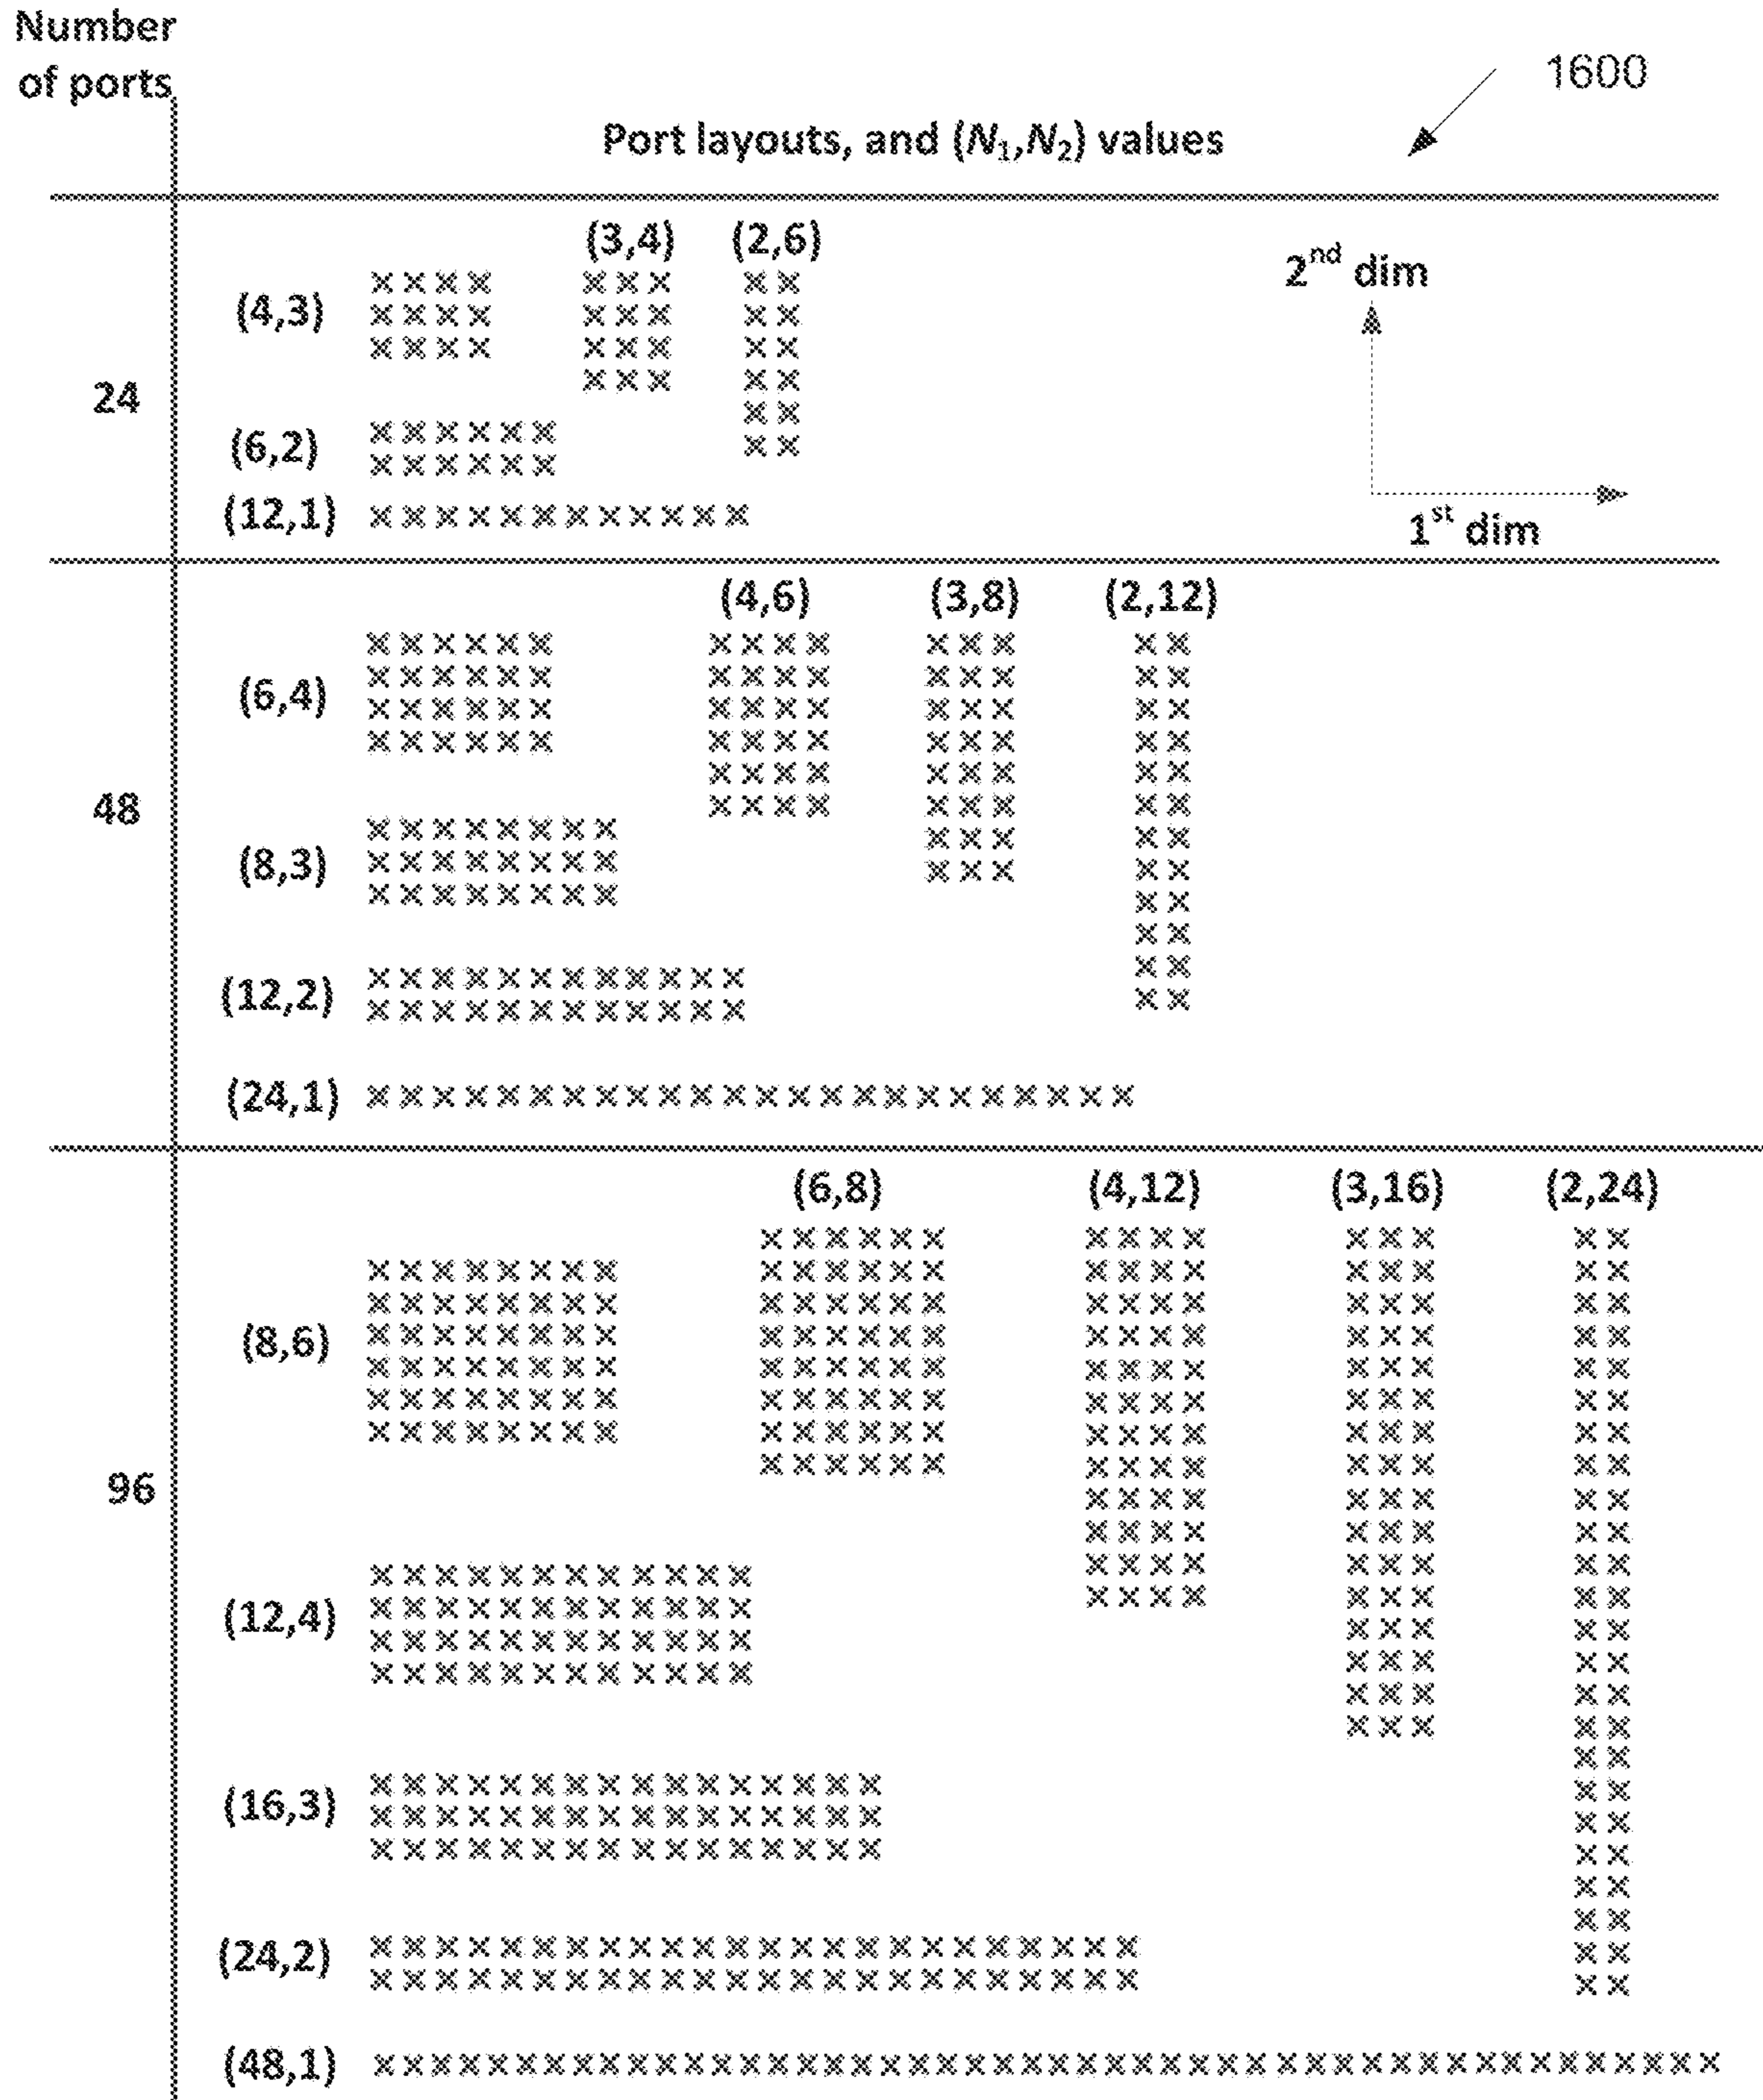 Number
of ports
1600
Port layouts, and (N₁,N₂) values
(3,4) (2,6)
2nd dim
(4,3)
24
(6,2)
(12,1)
1st dim
(4,6) (3,8) (2,12)
(6,4)
48
(8,3)
(12,2)
(24,1)
(6,8) (4,12) (3,16) (2,24)
(8,6)
96
(12,4)
(16,3)
(24,2)
(48,1)